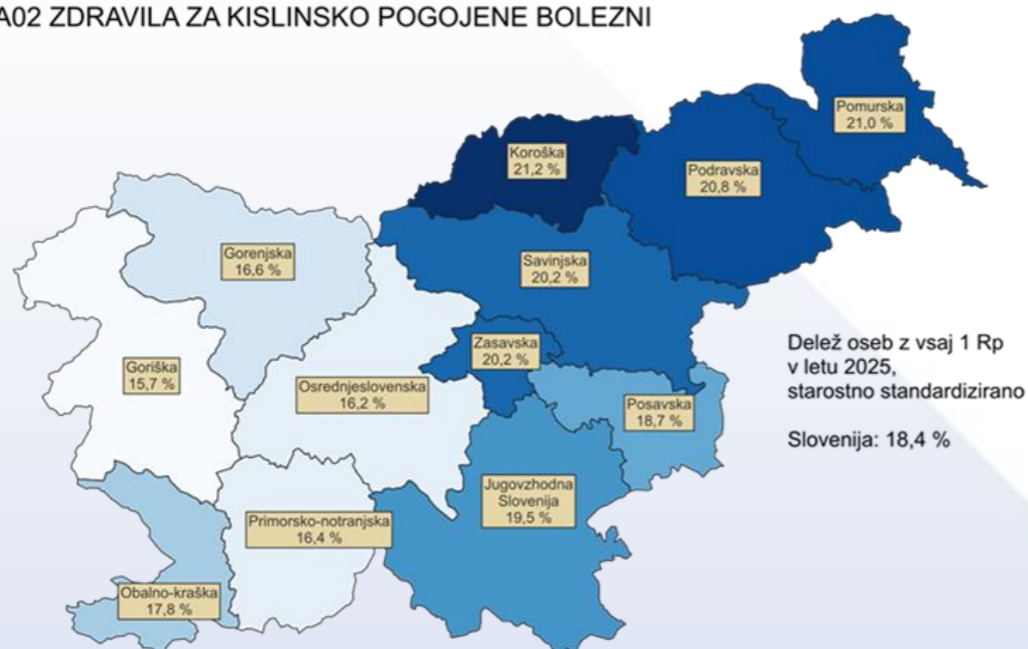 A02 ZDRAVILA ZA KISLINSKO POGOJENE BOLEZNI
Pomurska
21,0 %
Koroška
21,2 %
Podravska
20,8 %
Gorenjska
16,6 %
Savinjska
20,2 %
Zasavska
20,2 %
Goriška
15,7 %
Osrednjeslovenska
16,2 %
Posavska
18,7 %
Delež oseb z vsaj 1 Rp
v letu 2025,
starostno standardizirano
Slovenija: 18,4 %
Jugovzhodna
Slovenija
19,5 %
Primorsko-notranjska
16,4 %
Obalno-kraška
17,8 %